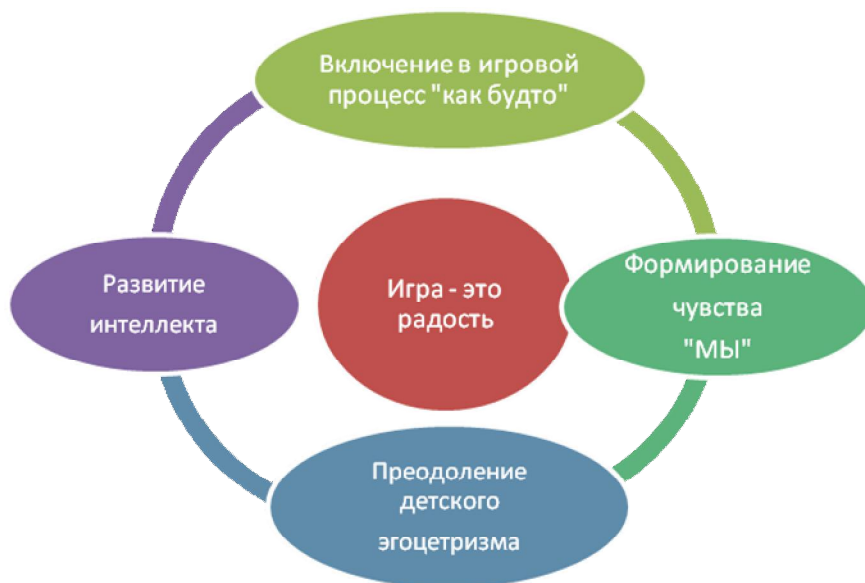 Включение в игровой
процесс "как будто"
Развитие
интеллекта
Игра - это
радость
Формирование
чувства
"МЫ"
Преодоление
детского
эгоцетризма